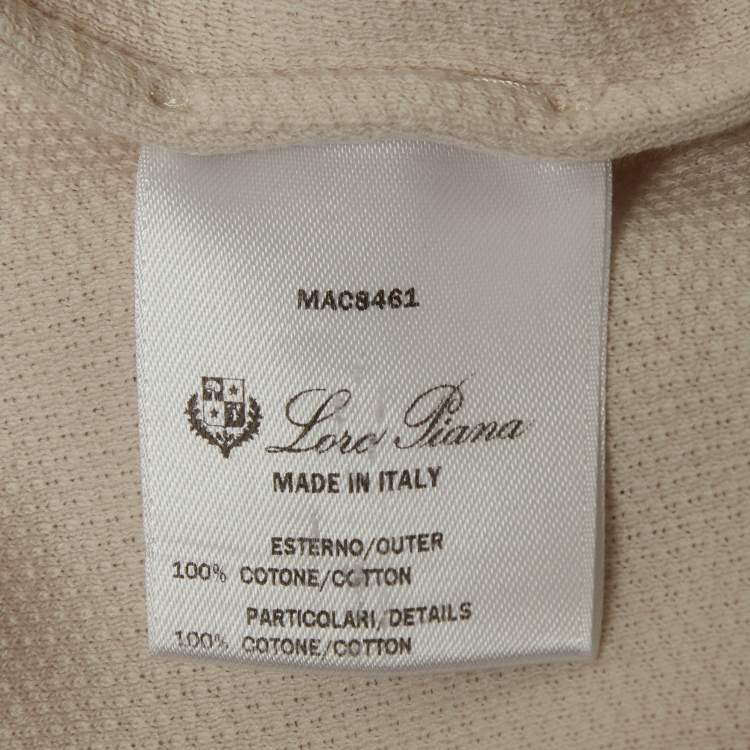 MAC8461
Loro Piana
MADE IN ITALY
ESTERNO/OUTER
100% COTONE/COTTON
PARTICOLARI/DETAILS
100% COTONE/COTTON